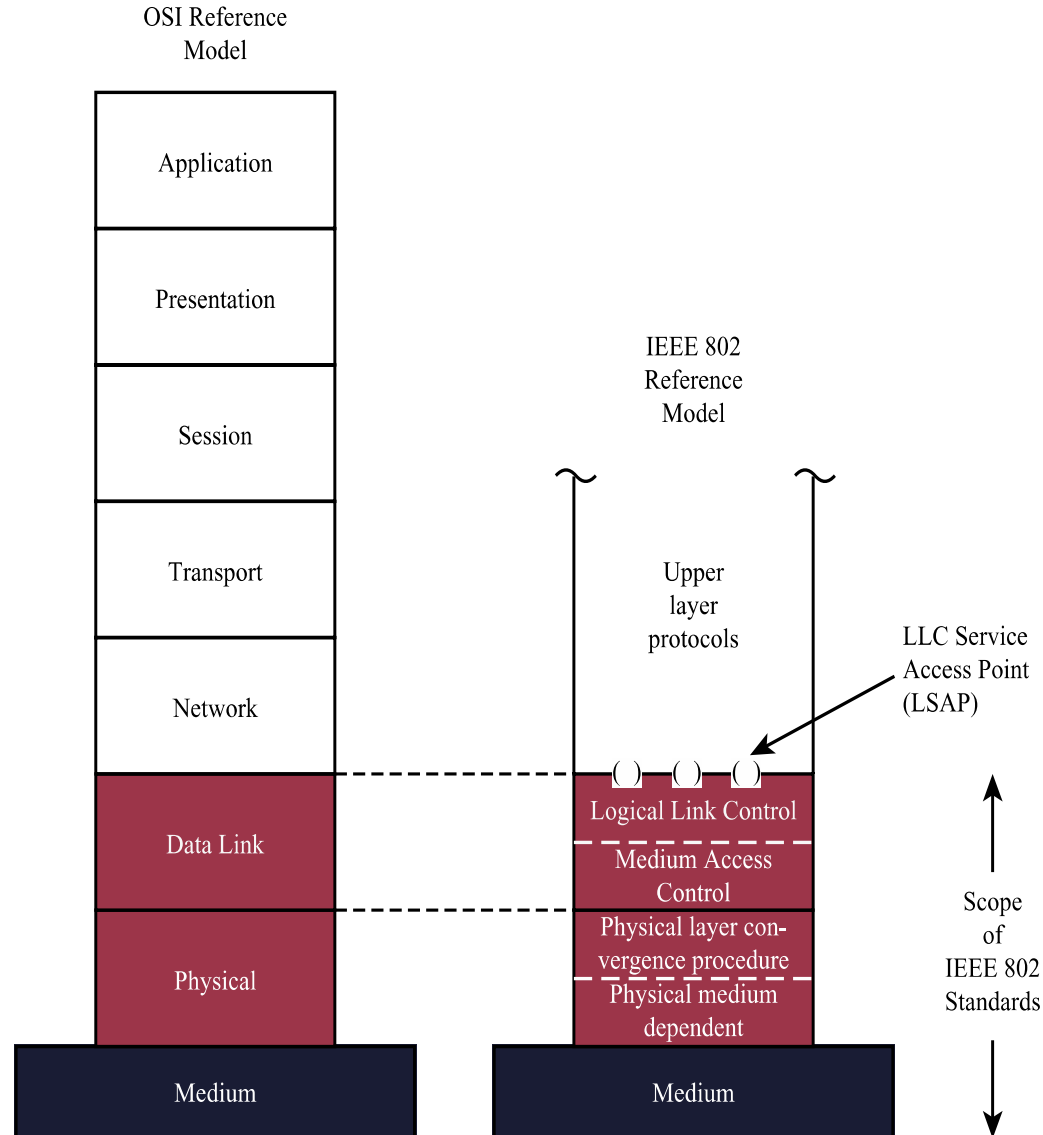 OSI Reference
Model
Application
Presentation
Session
Transport
Network
Data Link
Physical
Medium
IEEE 802
Reference
Model
Upper
layer
protocols
LLC Service
Access Point
(LSAP)
( ) ( ) ( )
Logical Link Control
Medium Access
Control
Physical layer con-
vergence procedure
Physical medium
dependent
Medium
Scope
of
IEEE 802
Standards